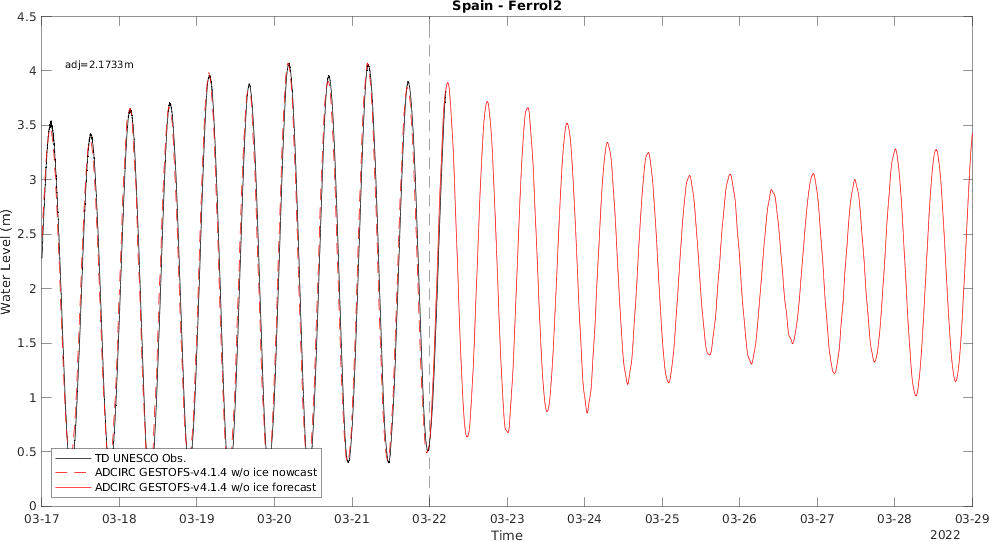 Spain - Ferrol2
4.5
4
3.5
3
2.5
2
1.5
1
0.5
0
Water Level (m)
adj=2.1733m
TD UNESCO Obs.
ADCIRC GESTOFS-v4.1.4 w/o ice nowcast
ADCIRC GESTOFS-v4.1.4 w/o ice forecast
03-17 03-18 03-19 03-20 03-21 03-22 03-23 03-24 03-25 03-26 03-27 03-28 03-29
Time
2022